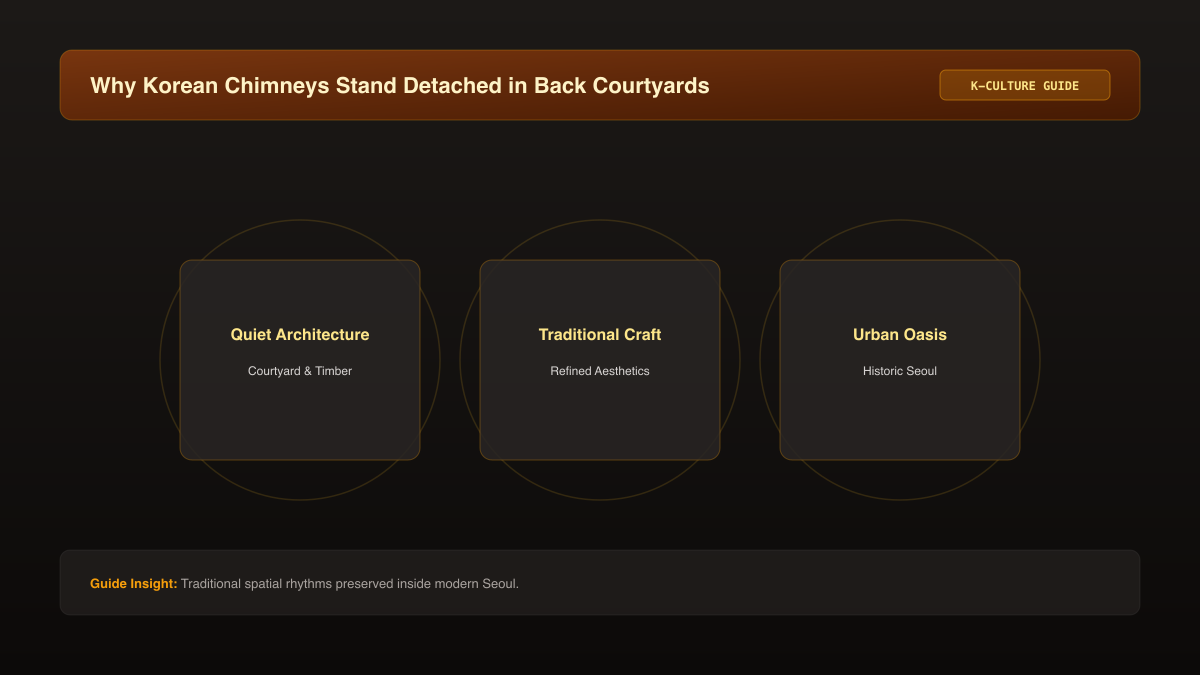 Why Korean Chimneys Stand Detached in Back Courtyards
K-CULTURE GUIDE
Quiet Architecture
Courtyard & Timber
Traditional Craft
Refined Aesthetics
Urban Oasis
Historic Seoul
Guide Insight: Traditional spatial rhythms preserved inside modern Seoul.